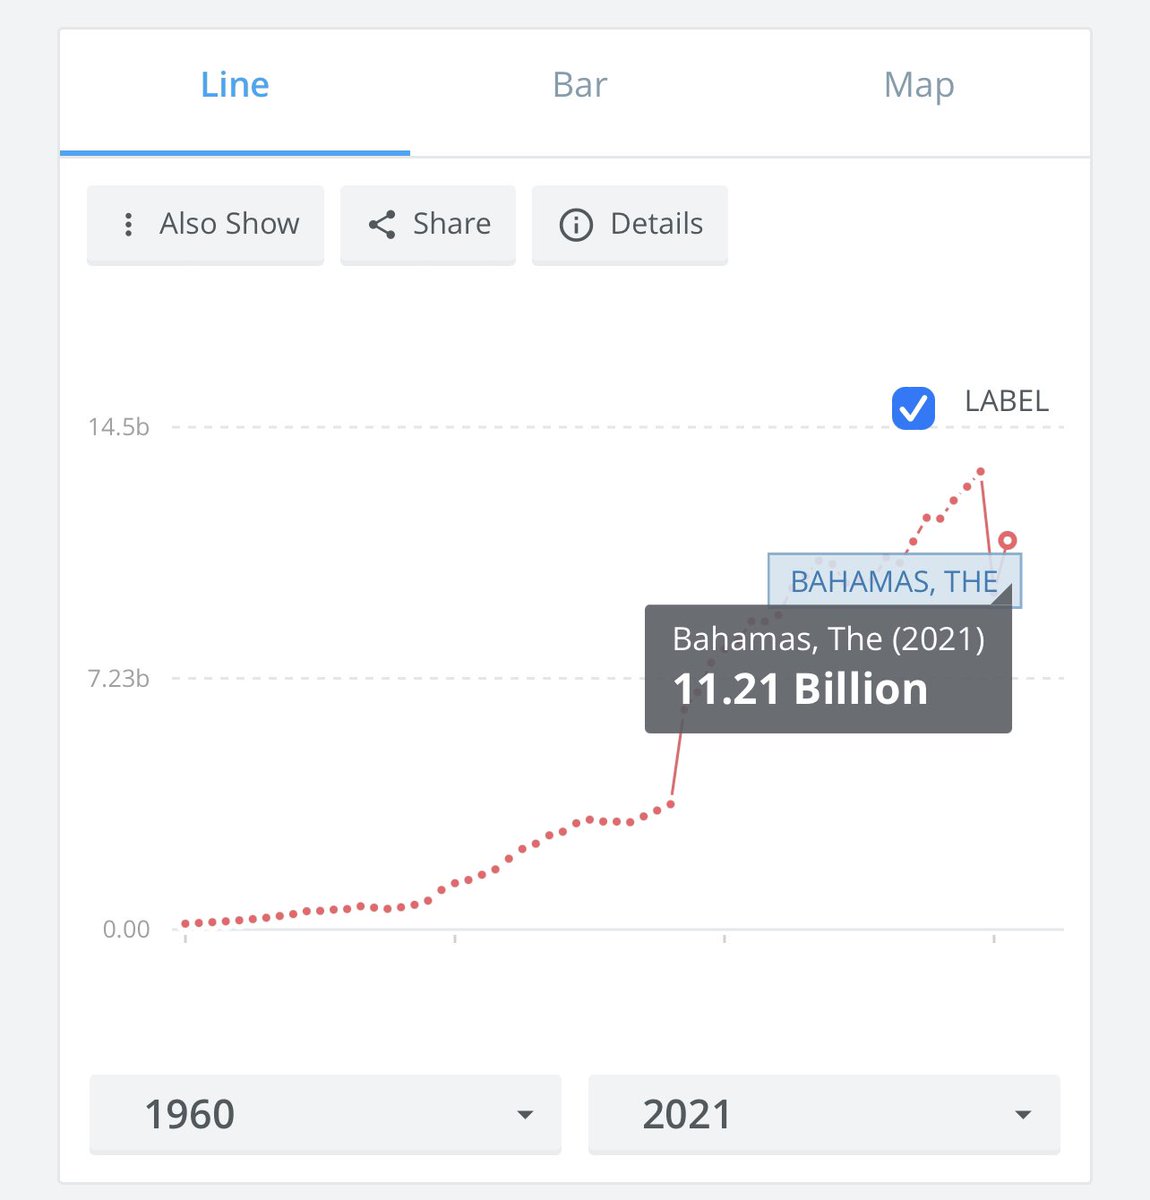 Line Bar Map
Also Show Share Details
LABEL
14.5b
BAHAMAS, THE
Bahamas, The (2021)
11.21 Billion
7.23b
0.00
1960 2021